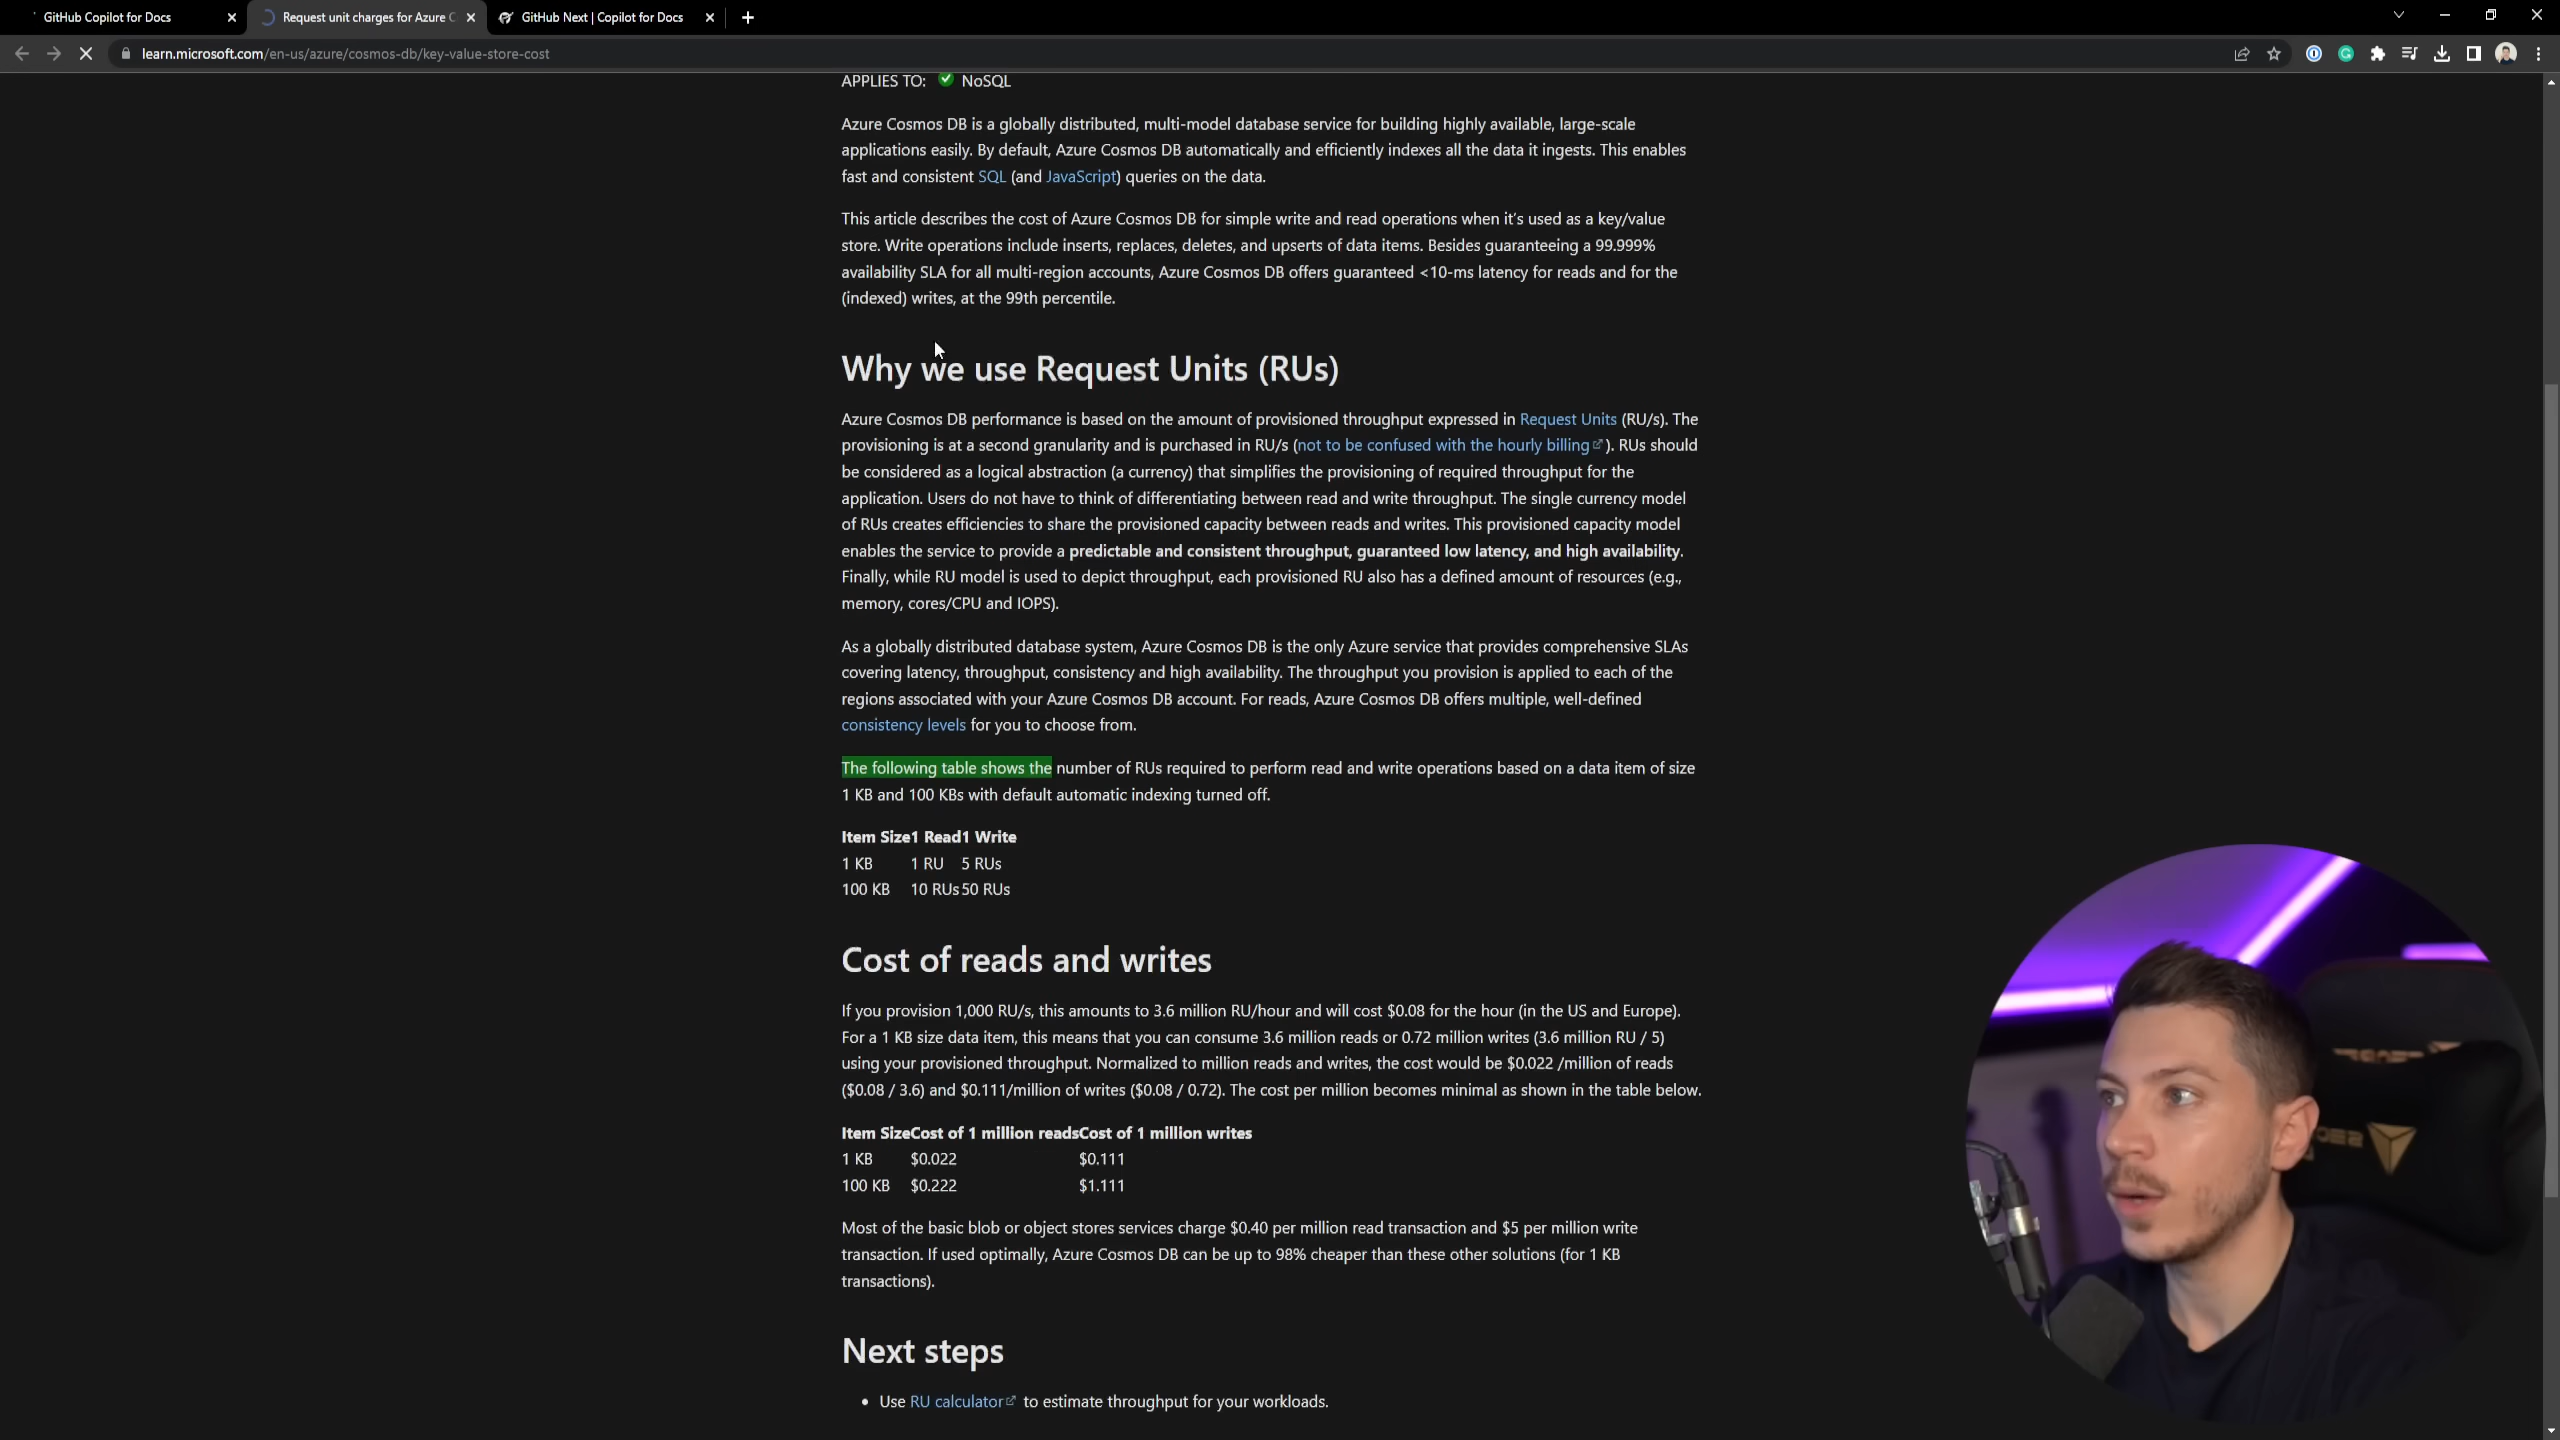 GitHub Copilot for Docs
Request unit charges for Azure C
GitHub Next | Copilot for Docs
learn.microsoft.com/en-us/azure/cosmos-db/key-value-store-cost
APPLIES TO: NoSQL
Azure Cosmos DB is a globally distributed, multi-model database service for building highly available, large-scale
applications easily. By default, Azure Cosmos DB automatically and efficiently indexes all the data it ingests. This enables
fast and consistent SQL (and JavaScript) queries on the data.
This article describes the cost of Azure Cosmos DB for simple write and read operations when it's used as a key/value
store. Write operations include inserts, replaces, deletes, and upserts of data items. Besides guaranteeing a 99.999%
availability SLA for all multi-region accounts, Azure Cosmos DB offers guaranteed <10-ms latency for reads and for the
(indexed) writes, at the 99th percentile.
Why we use Request Units (RUs)
Azure Cosmos DB performance is based on the amount of provisioned throughput expressed in Request Units (RU/s). The
provisioning is at a second granularity and is purchased in RU/s (not to be confused with the hourly billing). RUs should
be considered as a logical abstraction (a currency) that simplifies the provisioning of required throughput for the
application. Users do not have to think of differentiating between read and write throughput. The single currency model
of RUs creates efficiencies to share the provisioned capacity between reads and writes. This provisioned capacity model
enables the service to provide a predictable and consistent throughput, guaranteed low latency, and high availability.
Finally, while RU model is used to depict throughput, each provisioned RU also has a defined amount of resources (e.g.,
memory, cores/CPU and IOPS).
As a globally distributed database system, Azure Cosmos DB is the only Azure service that provides comprehensive SLAs
covering latency, throughput, consistency and high availability. The throughput you provision is applied to each of the
regions associated with your Azure Cosmos DB account. For reads, Azure Cosmos DB offers multiple, well-defined
consistency levels for you to choose from.
The following table shows the number of RUs required to perform read and write operations based on a data item of size
1 KB and 100 KBs with default automatic indexing turned off.
Item Size1 Read1 Write
1 KB 1 RU 5 RUs
100 KB 10 RUs50 RUs
Cost of reads and writes
If you provision 1,000 RU/s, this amounts to 3.6 million RU/hour and will cost $0.08 for the hour (in the US and Europe).
For a 1 KB size data item, this means that you can consume 3.6 million reads or 0.72 million writes (3.6 million RU / 5)
using your provisioned throughput. Normalized to million reads and writes, the cost would be $0.022 /million of reads
($0.08 / 3.6) and $0.111/million of writes ($0.08 / 0.72). The cost per million becomes minimal as shown in the table below.
Item SizeCost of 1 million readsCost of 1 million writes
1 KB $0.022 $0.111
100 KB $0.222 $1.111
Most of the basic blob or object stores services charge $0.40 per million read transaction and $5 per million write
transaction. If used optimally, Azure Cosmos DB can be up to 98% cheaper than these other solutions (for 1 KB
transactions).
Next steps
• Use RU calculator to estimate throughput for your workloads.